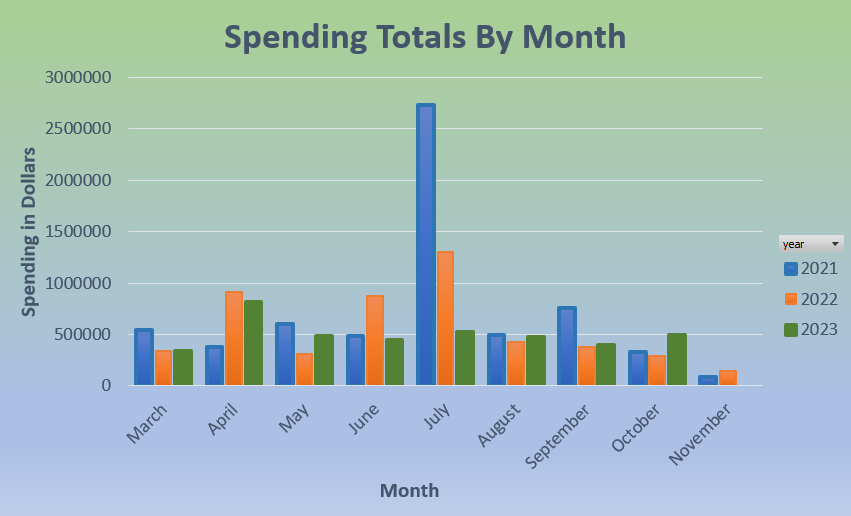 Spending Totals By Month
Spending in Dollars
3000000
2500000
2000000
1500000
1000000
500000
0
March
April
May
June
July
August
September
October
November
Month
year
2021
2022
2023